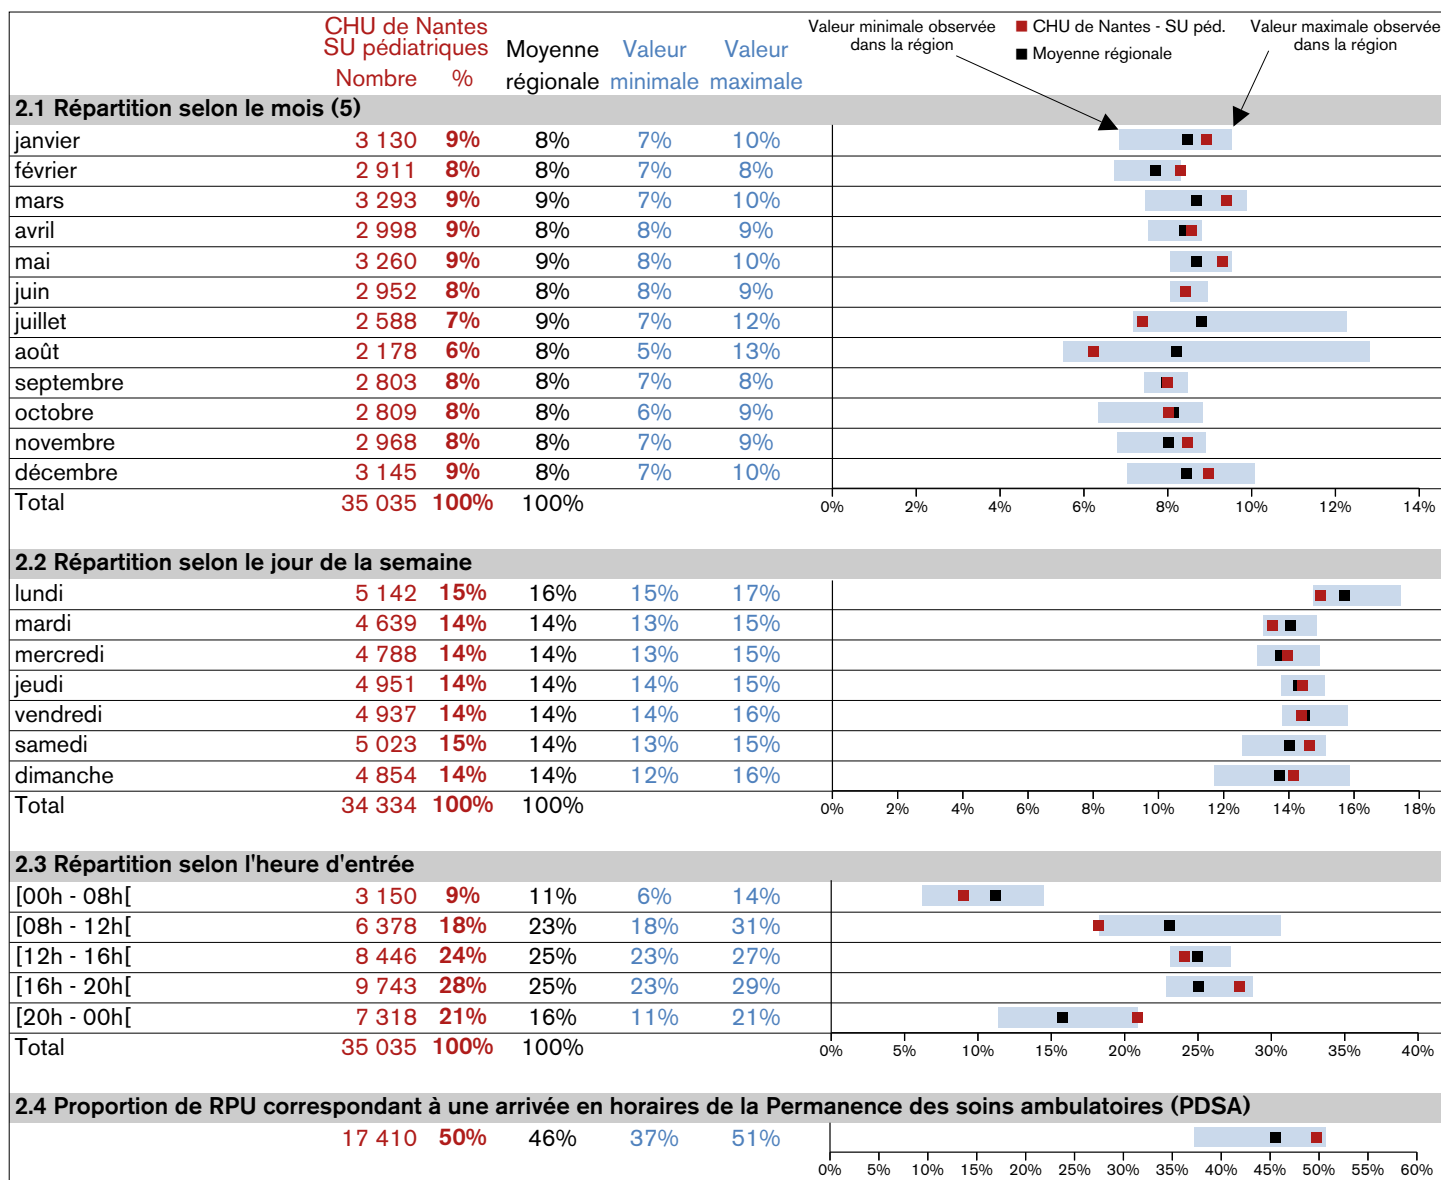 CHU de Nantes
SU pédiatriques Moyenne Valeur Valeur
Nombre % régionale minimale maximale
Valeur minimale observée dans la région
CHU de Nantes - SU péd.
Moyenne régionale
Valeur maximale observée dans la région
2.1 Répartition selon le mois (5)
janvier 3 130 9% 8% 7% 10%
février 2 911 8% 8% 7% 8%
mars 3 293 9% 9% 7% 10%
avril 2 998 9% 8% 8% 9%
mai 3 260 9% 9% 8% 10%
juin 2 952 8% 8% 8% 9%
juillet 2 588 7% 9% 7% 12%
août 2 178 6% 8% 5% 13%
septembre 2 803 8% 8% 7% 8%
octobre 2 809 8% 8% 6% 9%
novembre 2 968 8% 8% 7% 9%
décembre 3 145 9% 8% 7% 10%
Total 35 035 100% 100%
0% 2% 4% 6% 8% 10% 12% 14%
2.2 Répartition selon le jour de la semaine
lundi 5 142 15% 16% 15% 17%
mardi 4 639 14% 14% 13% 15%
mercredi 4 788 14% 14% 13% 15%
jeudi 4 951 14% 14% 14% 15%
vendredi 4 937 14% 14% 14% 16%
samedi 5 023 15% 14% 13% 15%
dimanche 4 854 14% 14% 12% 16%
Total 34 334 100% 100%
0% 2% 4% 6% 8% 10% 12% 14% 16% 18%
2.3 Répartition selon l'heure d'entrée
[00h - 08h[ 3 150 9% 11% 6% 14%
[08h - 12h[ 6 378 18% 23% 18% 31%
[12h - 16h[ 8 446 24% 25% 23% 27%
[16h - 20h[ 9 743 28% 25% 23% 29%
[20h - 00h[ 7 318 21% 16% 11% 21%
Total 35 035 100% 100%
0% 5% 10% 15% 20% 25% 30% 35% 40%
2.4 Proportion de RPU correspondant à une arrivée en horaires de la Permanence des soins ambulatoires (PDSA)
17 410 50% 46% 37% 51%
0% 5% 10% 15% 20% 25% 30% 35% 40% 45% 50% 55% 60%